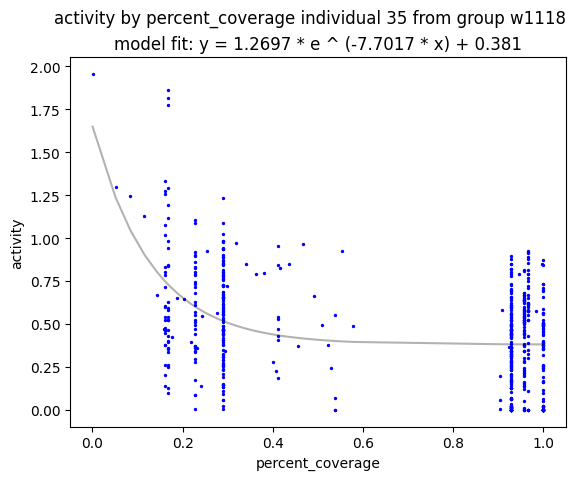 activity by percent_coverage individual 35 from group w1118
model fit: y = 1.2697 * e ^ (-7.7017 * x) + 0.381
2.00
1.75
1.50
1.25
1.00
0.75
0.50
0.25
0.00
activity
0.0 0.2 0.4 0.6 0.8 1.0
percent_coverage